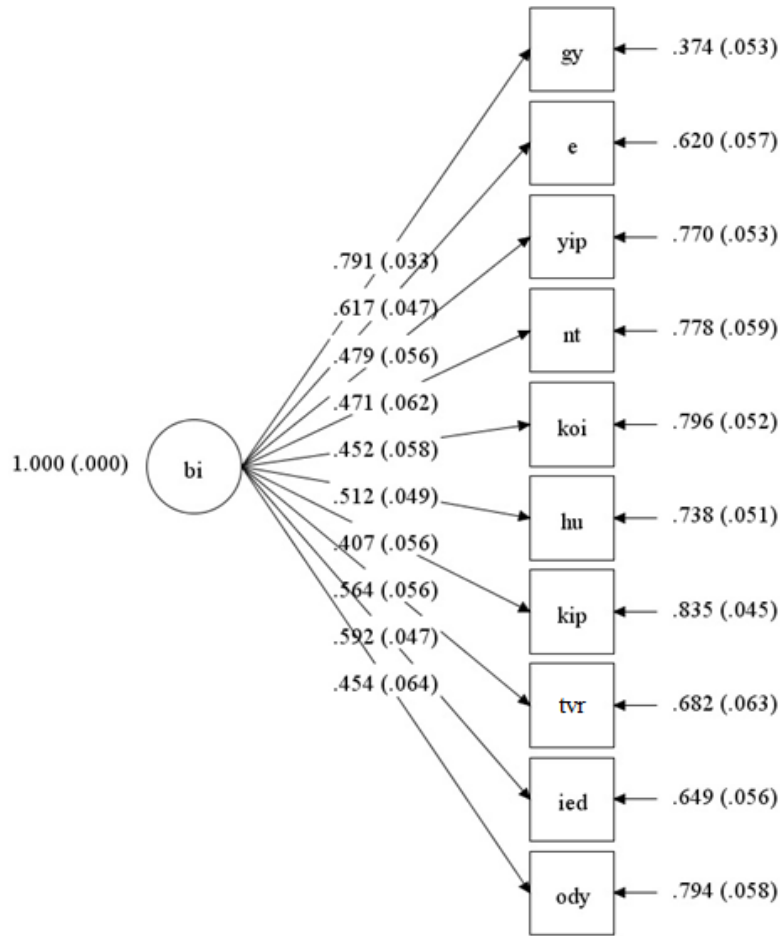 gy
.374 (.053)
e
.620 (.057)
yip
.770 (.053)
.791 (.033)
.617 (.047)
nt
.778 (.059)
.479 (.056)
.471 (.062)
koi
.796 (.052)
.452 (.058)
1.000 (.000)
bi
.512 (.049)
hu
.738 (.051)
.407 (.056)
.564 (.056)
kip
.835 (.045)
.592 (.047)
.454 (.064)
tvr
.682 (.063)
ied
.649 (.056)
ody
.794 (.058)